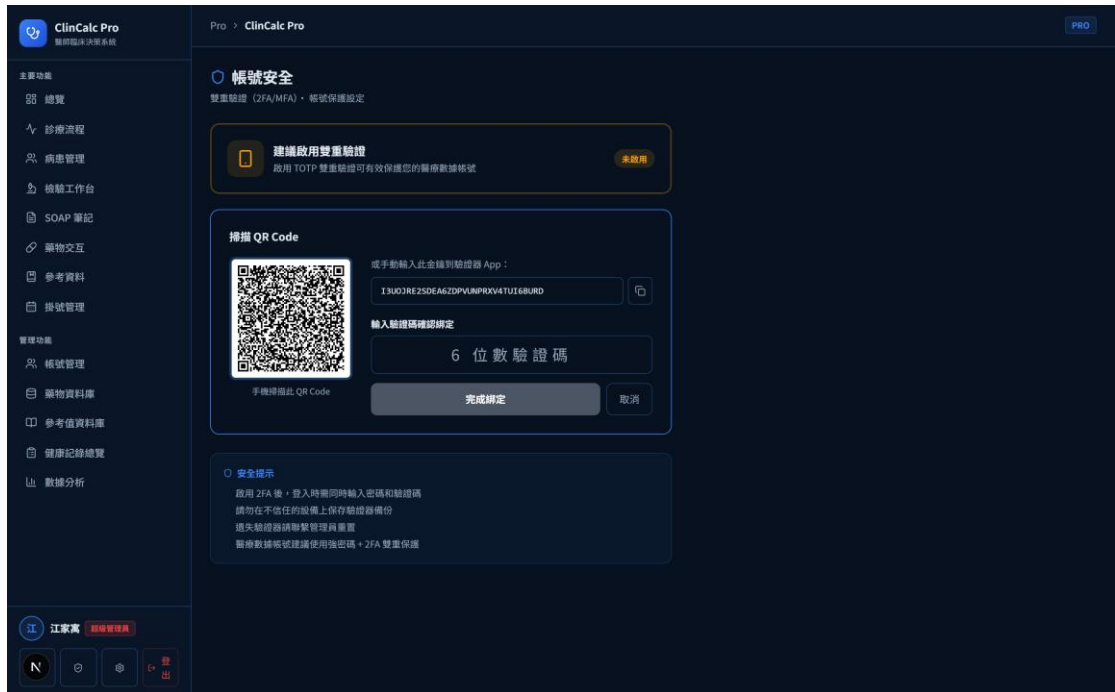 ClinCalc Pro
醫師臨床決策系統
Pro > ClinCalc Pro
PRO
主要功能
總覽
診療流程
病患管理
檢驗工作台
SOAP 筆記
藥物交互
參考資料
掛號管理
管理功能
帳號管理
藥物資料庫
參考值資料庫
健康記錄總覽
數據分析
江
江家寓
超級管理員
N
登出
帳號安全
雙重驗證（2FA/MFA）· 帳號保護設定
建議啟用雙重驗證
啟用 TOTP 雙重驗證可有效保護您的醫療數據帳號
未啟用
掃描 QR Code
手機掃描此 QR Code
或手動輸入此金鑰到驗證器 App：
I3UOJRE2SDEA6ZDPVUNPRXV4TUI6BURD
輸入驗證碼確認綁定
6 位數驗證碼
完成綁定
取消
安全提示
啟用 2FA 後，登入時需同時輸入密碼和驗證碼
請勿在不信任的設備上保存驗證器備份
遺失驗證器請聯繫管理員重置
醫療數據帳號建議使用強密碼 + 2FA 雙重保護